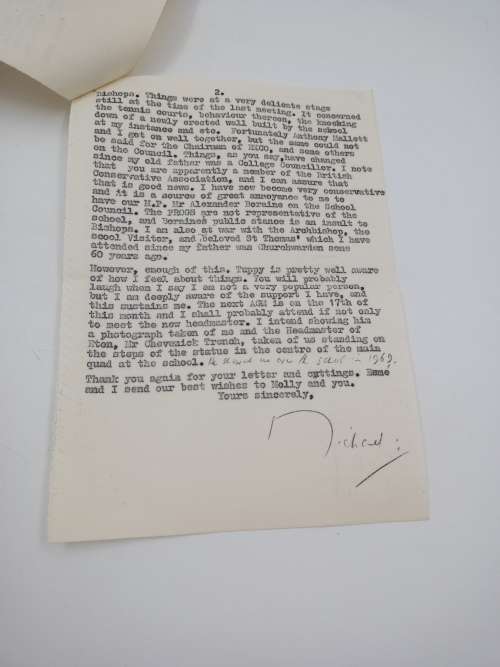 2.
bishops. Things were at a very delicate stage
still at the time of the last meeting. It concerned
the tennis courts, behaviour thereon, the knocking
down of a newly erected wall built by the school
at my instance and etc. Fortunately Anthony Mallett
and I get on well together, but the same could not
be said for the Chairman of EXCO, and some others
on the Council. Things, as you say, have changed
since my old father was a College Councillor. I note
that you are apparently a member of the British
Conservative Association, and I can assure that
that is good news. I have now become very conservative
and it is a source of great annoyance to me to
have our M.P. Mr Alexander Boraine on the School
Council. The PROGS are not representative of the
school, and Boraine's public stance is an insult to
Bishops. I am also at war with the Archbishop, the
scool Visitor, and Beloved St Thomas' which I have
attended since my father was Churchwarden some
60 years ago.
However, enough of this. Tuppy is pretty well aware
of how I feel about things. You will probably
laugh when I say I am not a very popular person,
but I am deeply aware of the support I have, and
this sustains me. The next AGM is on the 17th of
this month and I shall probably attend if not only
to meet the new headmaster. I intend showing him
a photograph taken of me and the Headmaster of
Eton, Mr Chevenick Trench, taken of us standing on
the steps of the statue in the centre of the main
quad at the school. 1969.
Thank you again for your letter and cuttings. Esme
and I send our best wishes to Molly and you.
Yours sincerely,
Michael